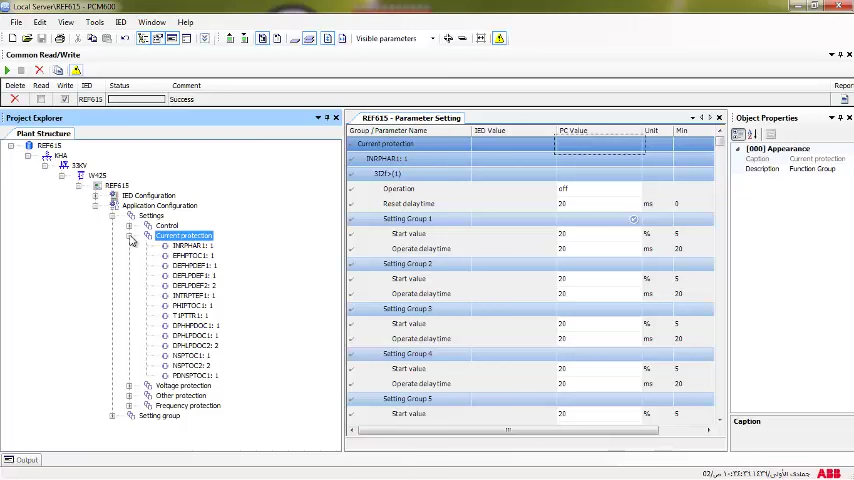 Local Server\REF615 - PCM600
File Edit View Tools IED Window Help
Visible parameters
Common Read/Write
Delete Read Write IED Status Comment Report
REF615 Success
Project Explorer
Plant Structure
REF615
KHA
33KV
W425
REF615
IED Configuration
Application Configuration
Settings
Control
Current protection
INRPHAR1: 1
EFHPTOC1: 1
DEFHPDEF1: 1
DEFLPDEF1: 1
DEFLPDEF2: 2
INTRPTEF1: 1
PHIPTOC1: 1
T1PTTR1: 1
DPHHPDOC1: 1
DPHLPDOC1: 1
DPHLPDOC2: 2
NSPTOC1: 1
NSPTOC2: 2
PDNSPTOC1: 1
Voltage protection
Other protection
Frequency protection
Setting group
REF615 - Parameter Setting
Group / Parameter Name IED Value PC Value Unit Min
Current protection
INRPHAR1: 1
3I2f>(1)
Operation off
Reset delay time 20 ms 0
Setting Group 1
Start value 20 % 5
Operate delay time 20 ms 20
Setting Group 2
Start value 20 % 5
Operate delay time 20 ms 20
Setting Group 3
Start value 20 % 5
Operate delay time 20 ms 20
Setting Group 4
Start value 20 % 5
Operate delay time 20 ms 20
Setting Group 5
Start value 20 % 5
Object Properties
[000] Appearance
Caption Current protection
Description Function Group
Caption
Output
ABB